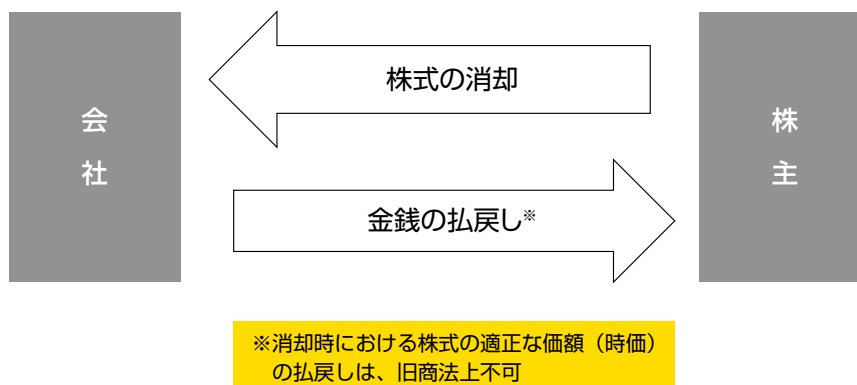 会社
株式の消却
株主
金銭の払戻し※
※消却時における株式の適正な価額（時価）
の払戻しは、旧商法上不可